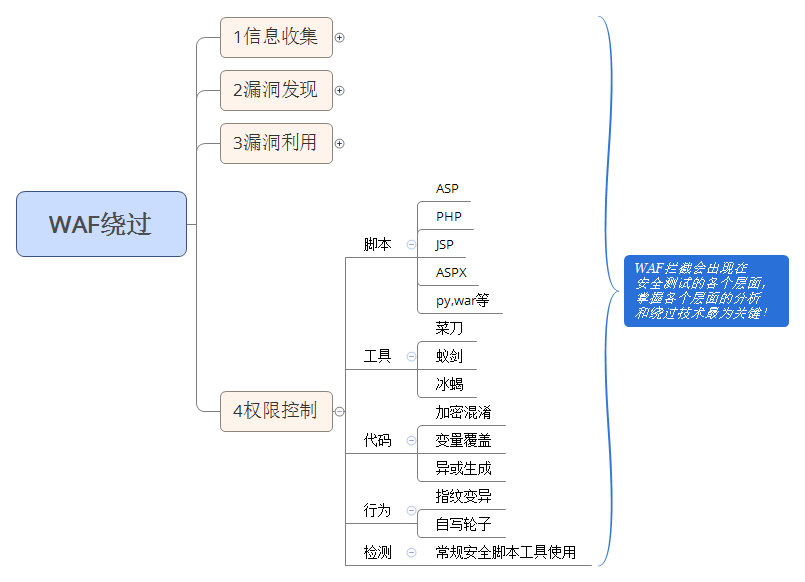 WAF绕过
1信息收集
2漏洞发现
3漏洞利用
4权限控制
脚本
ASP
PHP
JSP
ASPX
py,war等
工具
菜刀
蚁剑
冰蝎
代码
加密混淆
变量覆盖
异或生成
行为
指纹变异
自写轮子
检测
常规安全脚本工具使用
WAF拦截会出现在
安全测试的各个层面,
掌握各个层面的分析
和绕过技术最为关键!